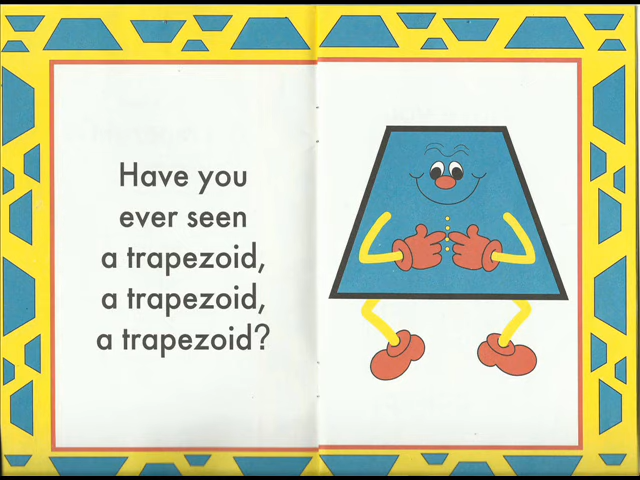 Have you
ever seen
a trapezoid,
a trapezoid,
a trapezoid?